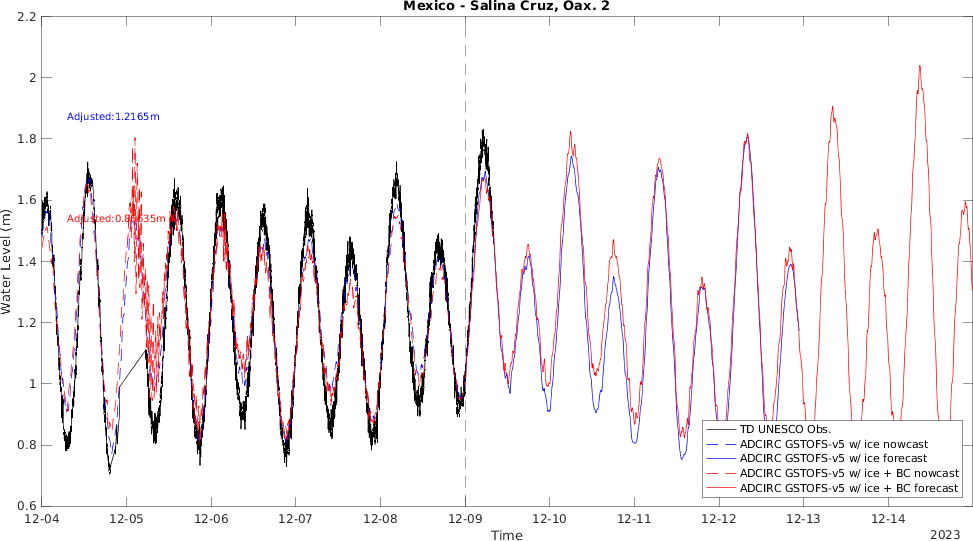 Mexico - Salina Cruz, Oax. 2
2.2
2
1.8
1.6
1.4
1.2
1
0.8
0.6
Water Level (m)
Adjusted:1.2165m
TD UNESCO Obs.
ADCIRC GSTOFS-v5 w/ ice nowcast
ADCIRC GSTOFS-v5 w/ ice forecast
ADCIRC GSTOFS-v5 w/ ice + BC nowcast
ADCIRC GSTOFS-v5 w/ ice + BC forecast
12-04 12-05 12-06 12-07 12-08 12-09 12-10 12-11 12-12 12-13 12-14
Time
2023